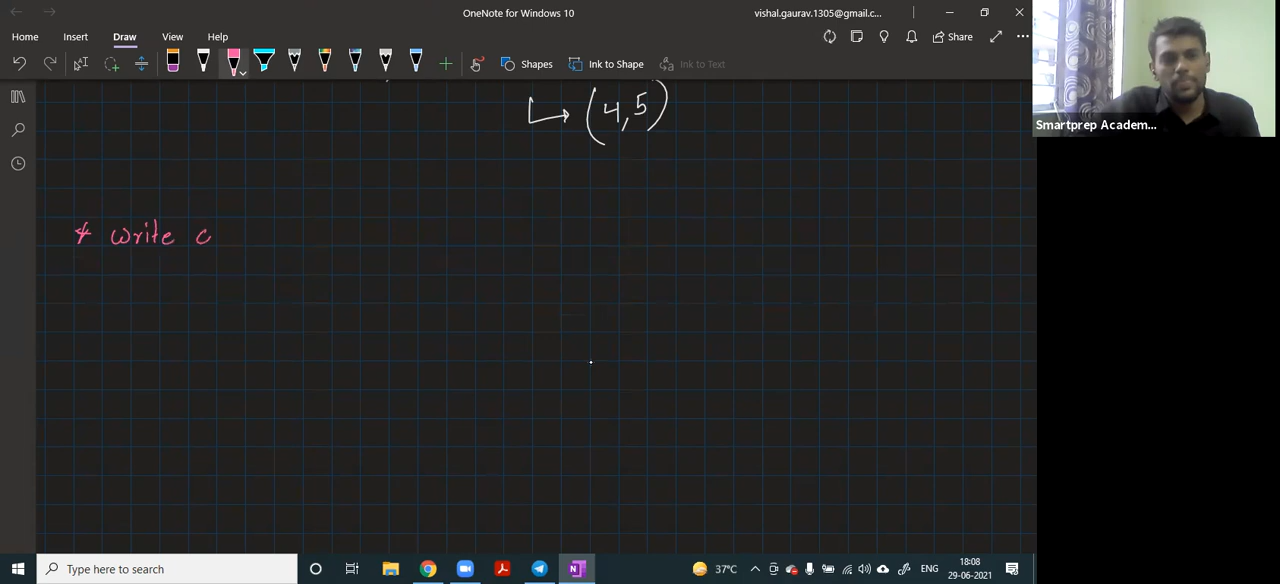 OneNote for Windows 10
vishal.gaurav.1305@gmail.c...
Home Insert Draw View Help
Share
Shapes Ink to Shape Ink to Text
Smartprep Academ...
(4,5)
* write c
Type here to search
37°C
ENG
18:08
29-06-2021